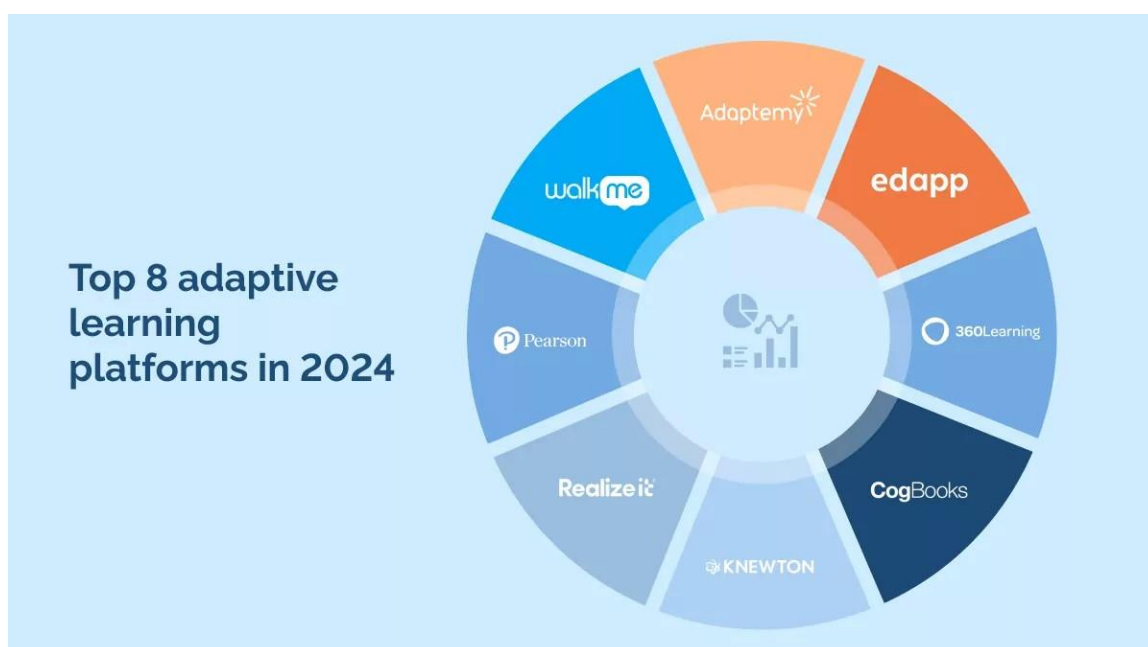 Top 8 adaptive
learning
platforms in 2024
Adaptemy
edapp
360Learning
CogBooks
KNEWTON
Realizeit
Pearson
walkme